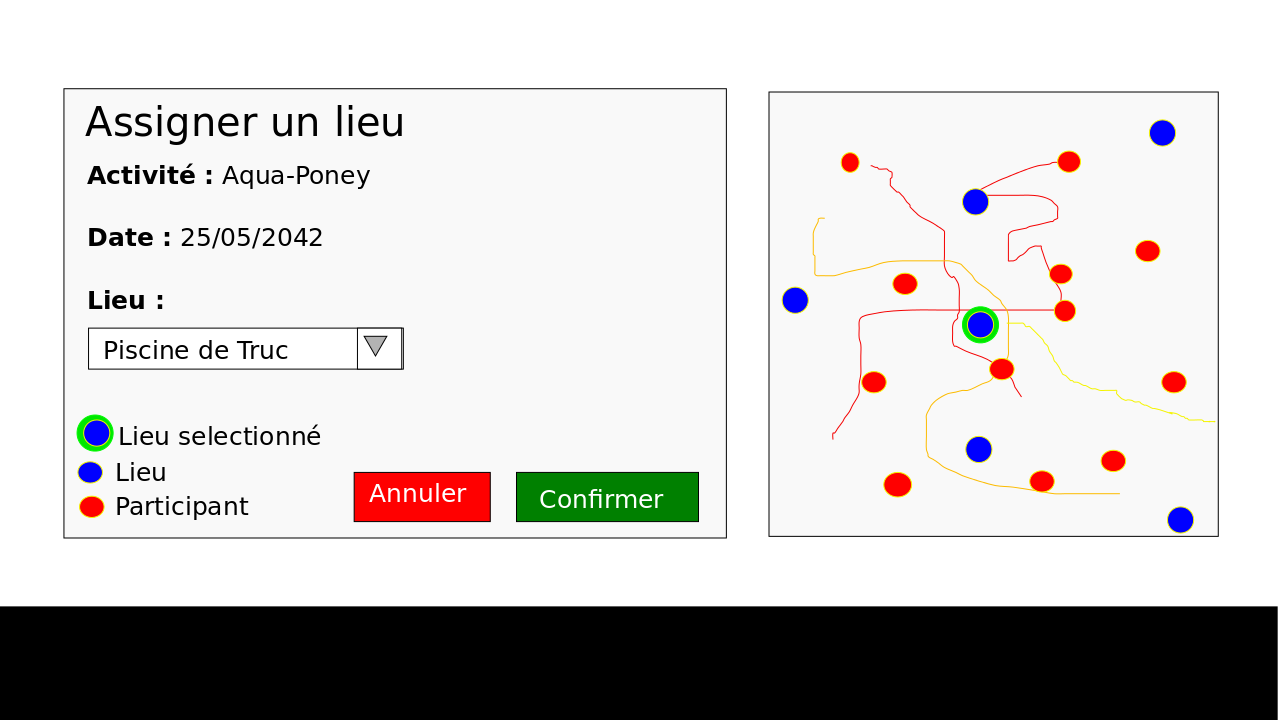 Assigner un lieu
Activité : Aqua-Poney
Date : 25/05/2042
Lieu :
Piscine de Truc
Lieu selectionné
Lieu
Participant
Annuler
Confirmer